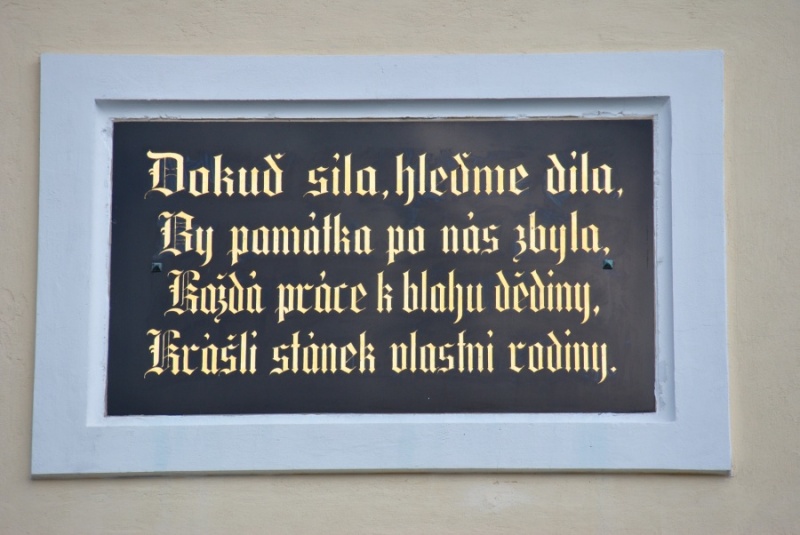 Dokud síla, hleďme díla,
By památka po nás zbyla,
Každá práce k blahu dědiny,
Krášlí stánek vlastní rodiny.